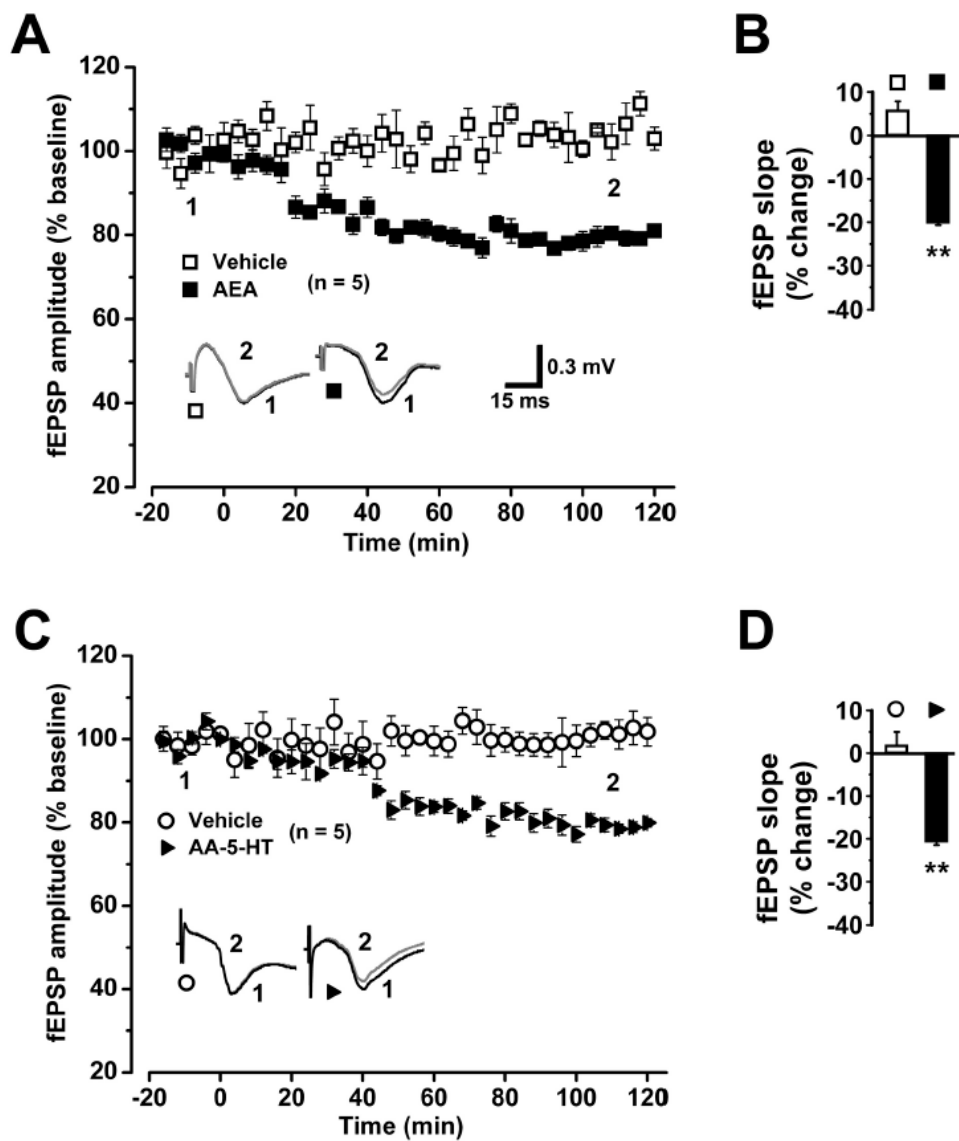 A
fEPSP amplitude (% baseline)
120
100
80
60
40
20
1
2
Vehicle
AEA
(n = 5)
2
1
2
1
0.3 mV
15 ms
-20
0
20
40
60
80
100
120
Time (min)
B
fEPSP slope
(% change)
10
0
-10
-20
-30
-40
**
C
fEPSP amplitude (% baseline)
120
100
80
60
40
20
1
2
Vehicle
AA-5-HT
(n = 5)
2
1
2
1
-20
0
20
40
60
80
100
120
Time (min)
D
fEPSP slope
(% change)
10
0
-10
-20
-30
-40
**